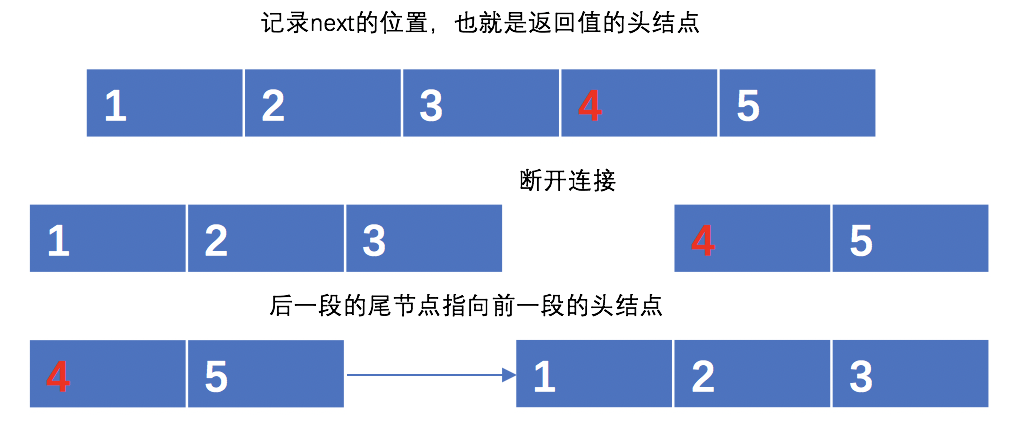 记录next的位置，也就是返回值的头结点
1 2 3 4 5
断开连接
1 2 3 4 5
后一段的尾节点指向前一段的头结点
4 5 1 2 3